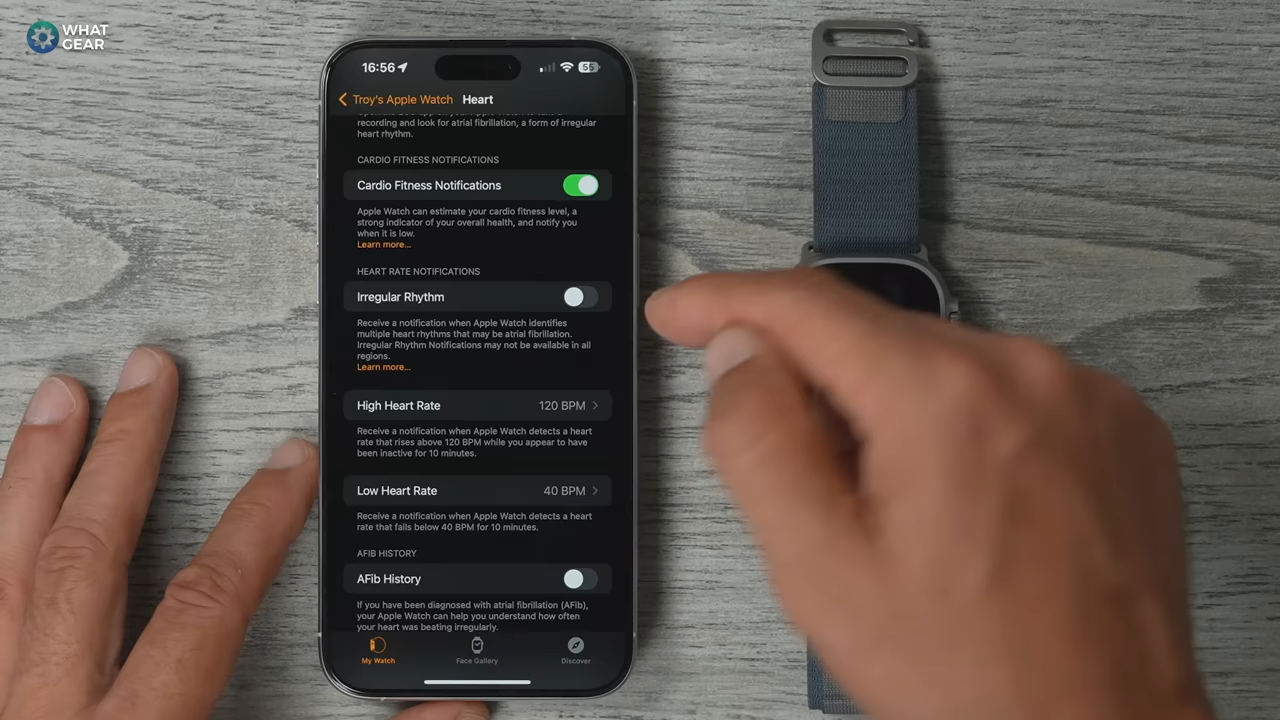 WHAT
GEAR
16:56
55
Troy's Apple Watch Heart
recording and look for atrial fibrillation, a form of irregular
heart rhythm.
CARDIO FITNESS NOTIFICATIONS
Cardio Fitness Notifications
Apple Watch can estimate your cardio fitness level, a
strong indicator of your overall health, and notify you
when it is low.
Learn more...
HEART RATE NOTIFICATIONS
Irregular Rhythm
Receive a notification when Apple Watch identifies
multiple heart rhythms that may be atrial fibrillation.
Irregular Rhythm Notifications may not be available in all
regions.
Learn more...
High Heart Rate 120 BPM
Receive a notification when Apple Watch detects a heart
rate that rises above 120 BPM while you appear to have
been inactive for 10 minutes.
Low Heart Rate 40 BPM
Receive a notification when Apple Watch detects a heart
rate that falls below 40 BPM for 10 minutes.
AFIB HISTORY
AFib History
If you have been diagnosed with atrial fibrillation (AFib),
your Apple Watch can help you understand how often
your heart was beating irregularly.
My Watch Face Gallery Discover